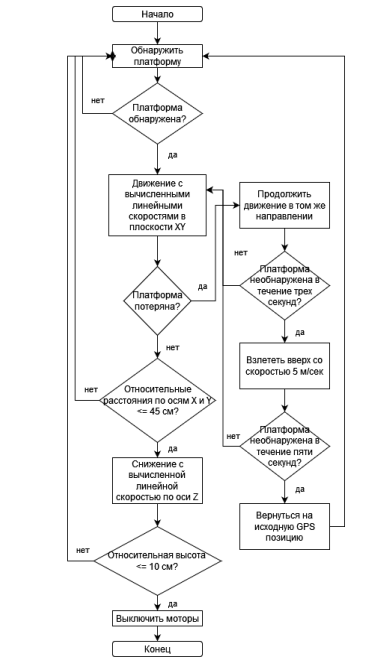 Начало
Обнаружить
платформу
нет
Платформа
обнаружена?
да
Движение с
вычисленными
линейными
скоростями в
плоскости XY
Продолжить
движение в том же
направлении
нет
да
Платформа
потеряна?
Платформа
необнаружена в
течение трех
секунд?
да
нет
Взлететь вверх со
скоростью 5 м/сек
нет
Относительные
расстояния по осям X и Y
<= 45 см?
да
нет
Платформа
необнаружена в
течение пяти
секунд?
да
Снижение с
вычисленной
линейной
скоростью по оси Z
Вернуться на
исходную GPS
позицию
нет
Относительная высота
<= 10 см?
да
Выключить моторы
Конец